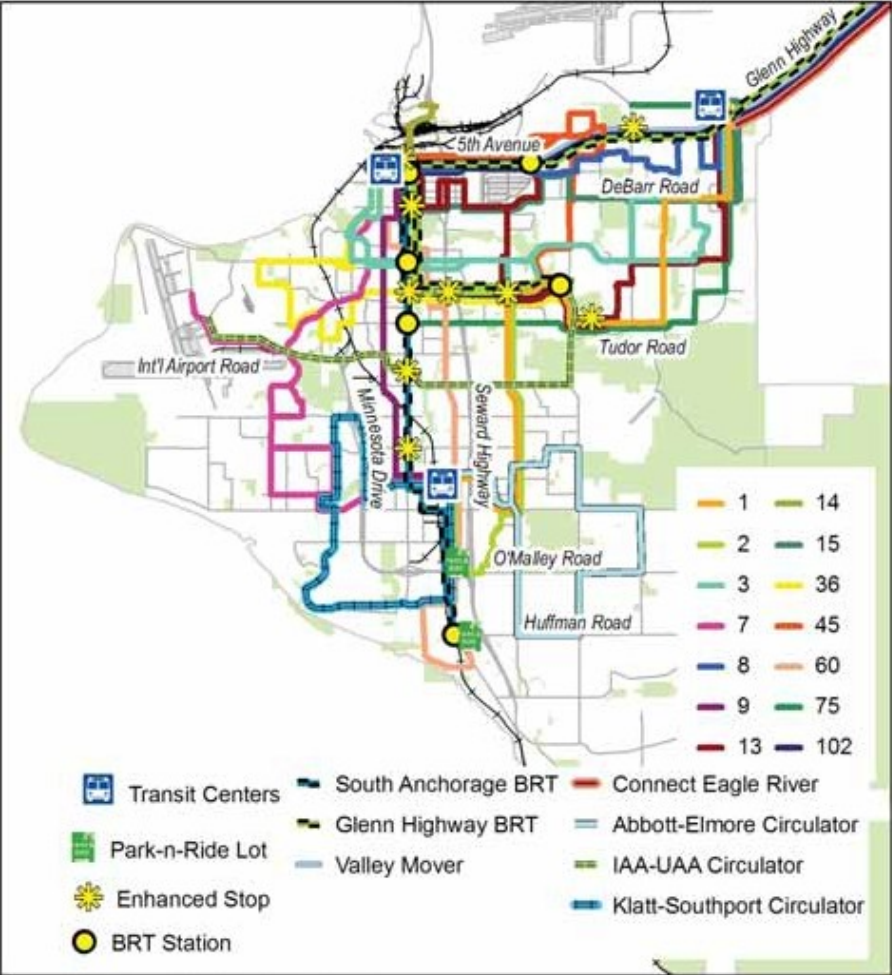 Glenn Highway
5th Avenue
DeBarr Road
Tudor Road
Int'l Airport Road
Minnesota Drive
Seward Highway
O'Malley Road
Huffman Road
1
2
3
7
8
9
13
14
15
36
45
60
75
102
Transit Centers
Park-n-Ride Lot
Enhanced Stop
BRT Station
South Anchorage BRT
Glenn Highway BRT
Valley Mover
Connect Eagle River
Abbott-Elmore Circulator
IAA-UAA Circulator
Klatt-Southport Circulator